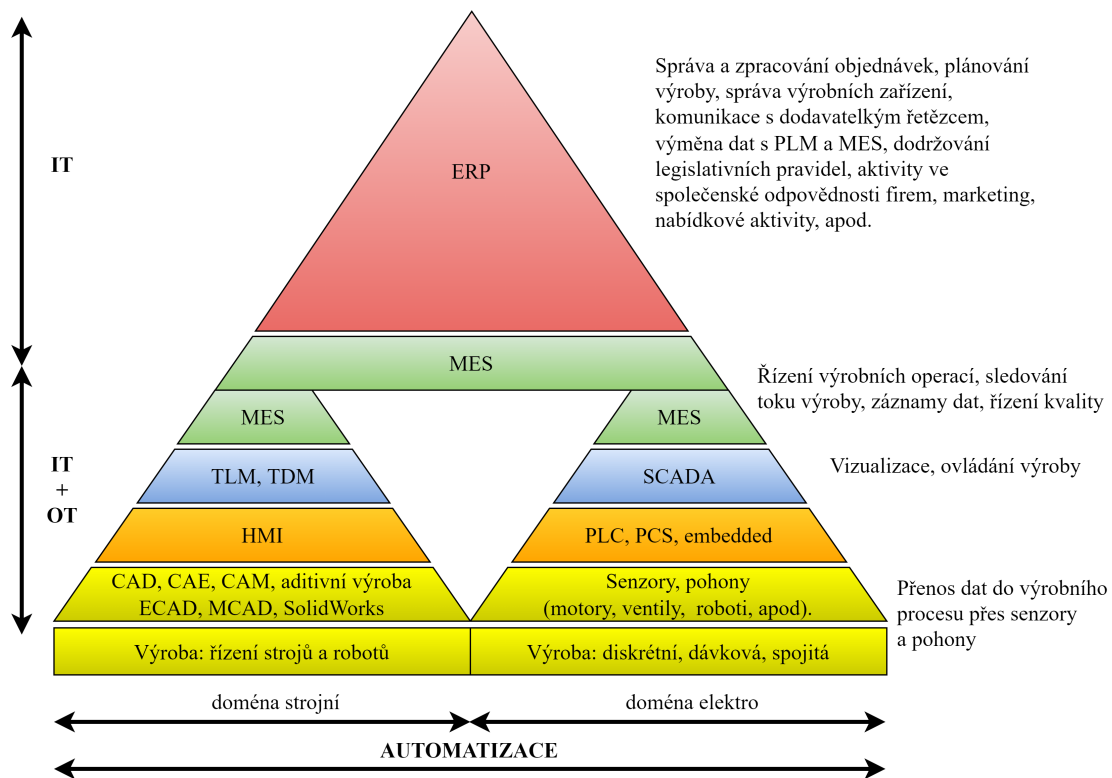 Správa a zpracování objednávek, plánování
výroby, správa výrobních zařízení,
komunikace s dodavatelkým řetězcem,
výměna dat s PLM a MES, dodržování
legislativních pravidel, aktivity ve
společenské odpovědnosti firem, marketing,
nabídkové aktivity, apod.
IT
ERP
MES
Řízení výrobních operací, sledování
toku výroby, záznamy dat, řízení kvality
MES
MES
IT
+
OT
TLM, TDM
SCADA
Vizualizace, ovládání výroby
HMI
PLC, PCS, embedded
CAD, CAE, CAM, aditivní výroba
ECAD, MCAD, SolidWorks
Senzory, pohony
(motory, ventily, roboti, apod).
Přenos dat do výrobního
procesu přes senzory
a pohony
Výroba: řízení strojů a robotů
Výroba: diskrétní, dávková, spojitá
doména strojní
doména elektro
AUTOMATIZACE